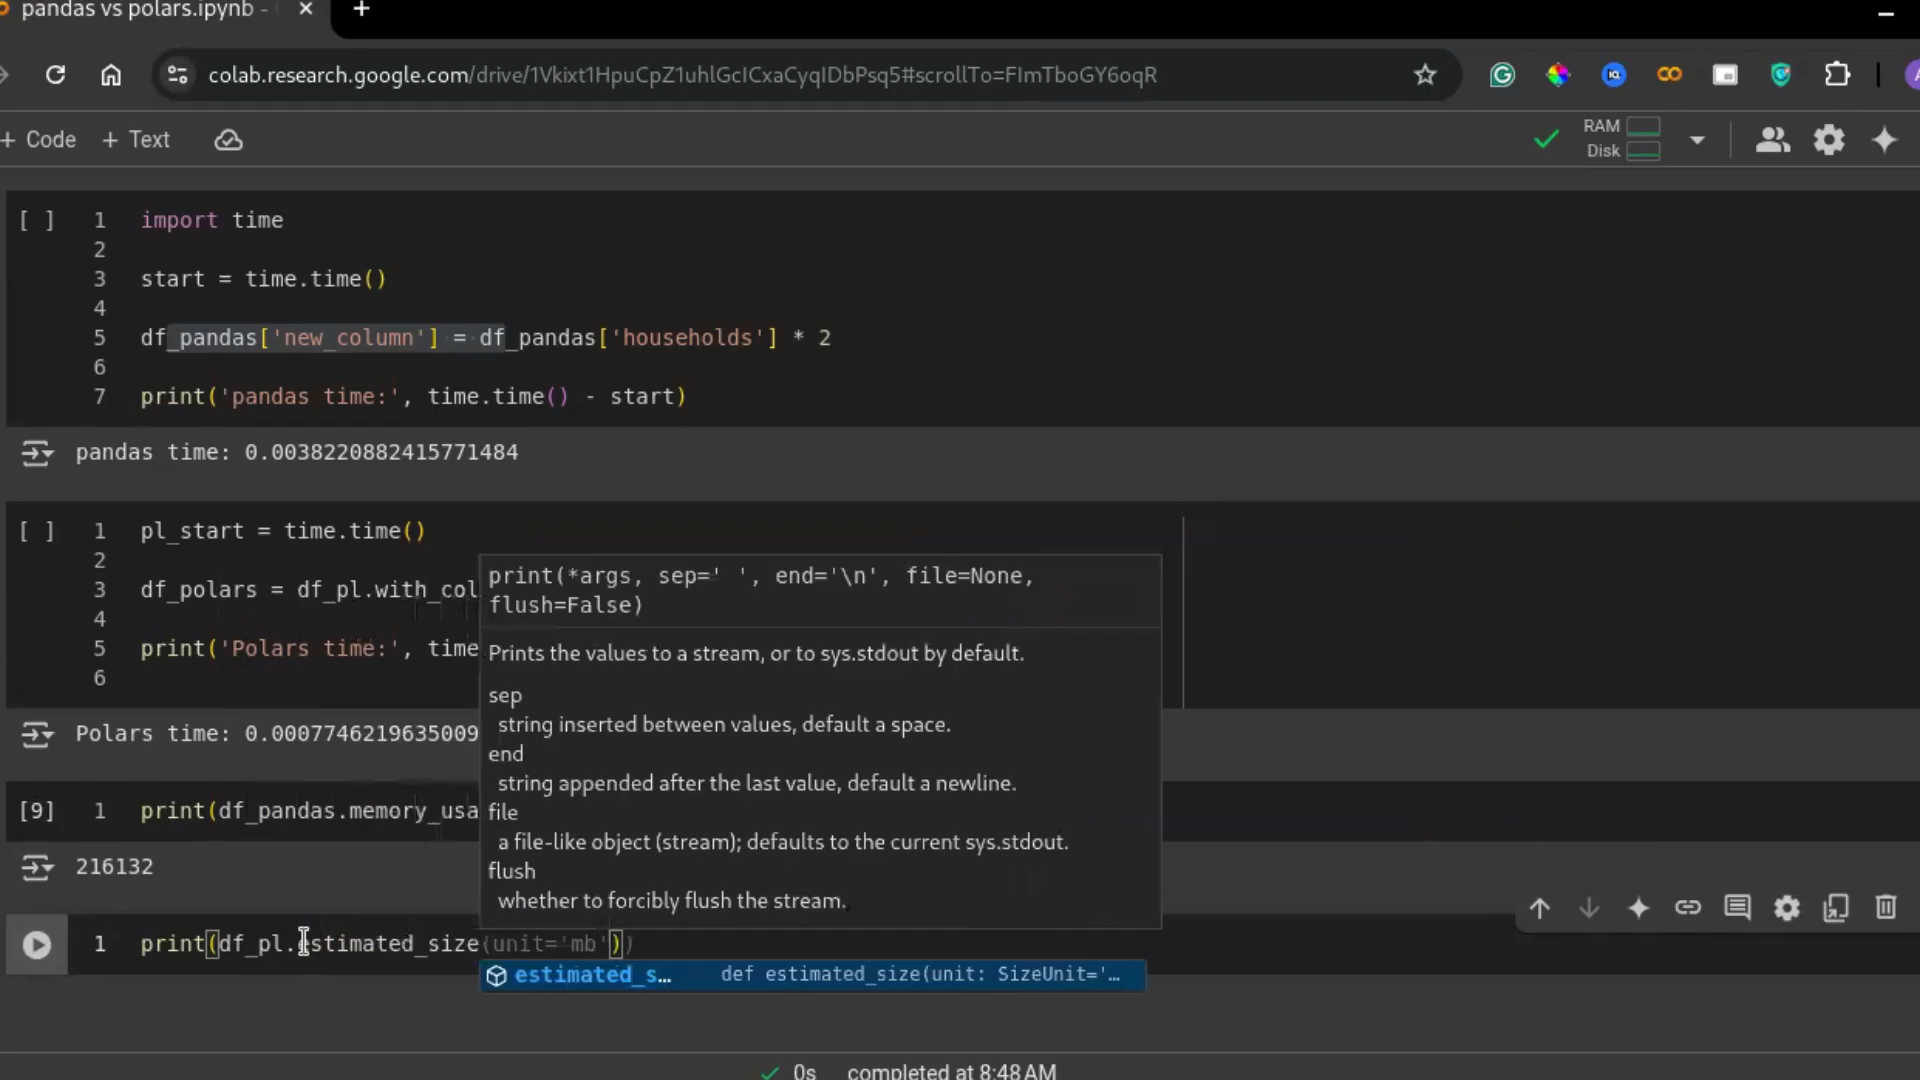 pandas vs polars.ipynb -
colab.research.google.com/drive/1Vkixt1HpuCpZ1uhlGcICxaCyqIDbPsq5#scrollTo=FImTboGY6oqR
+ Code + Text
RAM
Disk
[ ] 1 import time
2
3 start = time.time()
4
5 df_pandas['new_column'] = df_pandas['households'] * 2
6
7 print('pandas time:', time.time() - start)
pandas time: 0.0038220882415771484
[ ] 1 pl_start = time.time()
2
3 df_polars = df_pl.with_col
4
5 print('Polars time:', time
6
print(*args, sep=' ', end='\n', file=None,
flush=False)
Prints the values to a stream, or to sys.stdout by default.
sep
string inserted between values, default a space.
end
string appended after the last value, default a newline.
file
a file-like object (stream); defaults to the current sys.stdout.
flush
whether to forcibly flush the stream.
Polars time: 0.0007746219635009
[9] 1 print(df_pandas.memory_usa
216132
1 print(df_pl.estimated_size(unit='mb'))
estimated_s… def estimated_size(unit: SizeUnit='…
0s completed at 8:48 AM